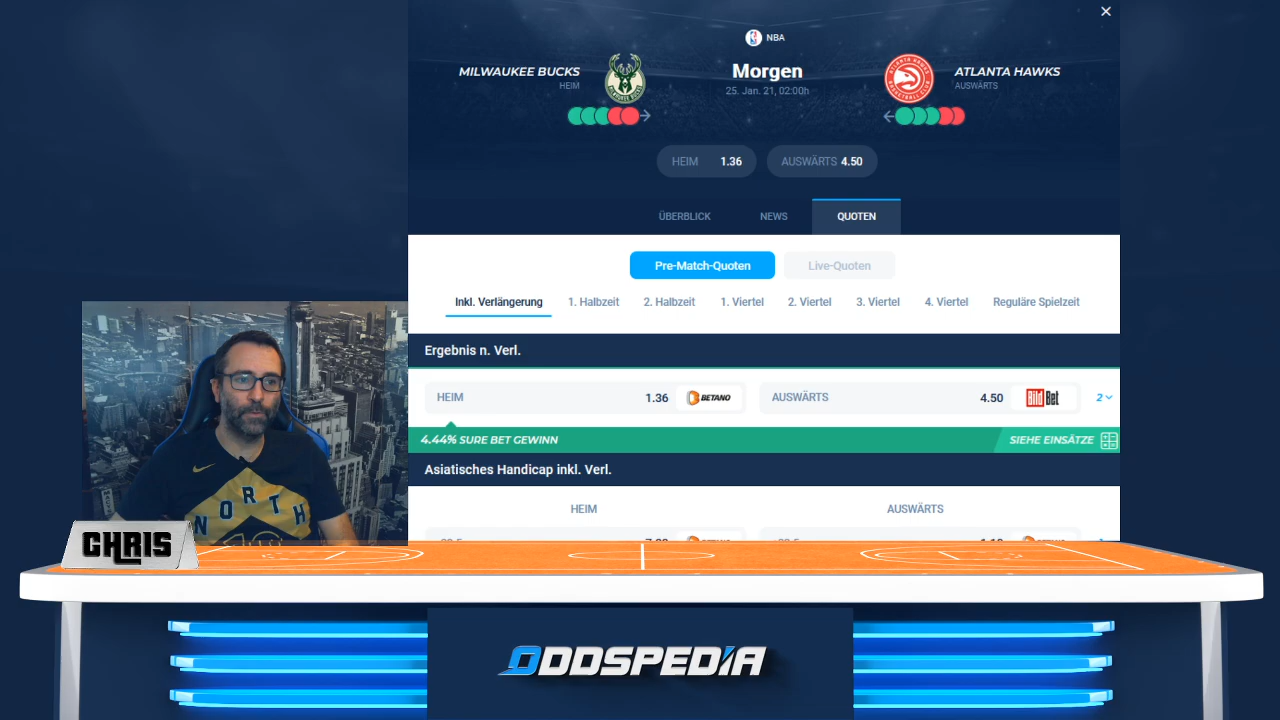 NBA
MILWAUKEE BUCKS
HEIM
Morgen
25. Jan. 21, 02:00h
ATLANTA HAWKS
AUSWÄRTS
HEIM 1.36
AUSWÄRTS 4.50
ÜBERBLICK NEWS QUOTEN
Pre-Match-Quoten Live-Quoten
Inkl. Verlängerung 1. Halbzeit 2. Halbzeit 1. Viertel 2. Viertel 3. Viertel 4. Viertel Reguläre Spielzeit
Ergebnis n. Verl.
HEIM 1.36 BETANO AUSWÄRTS 4.50 BildBet 2
4.44% SURE BET GEWINN SIEHE EINSÄTZE
Asiatisches Handicap inkl. Verl.
HEIM AUSWÄRTS
NORTH
CHRIS
ODDSPEDIA